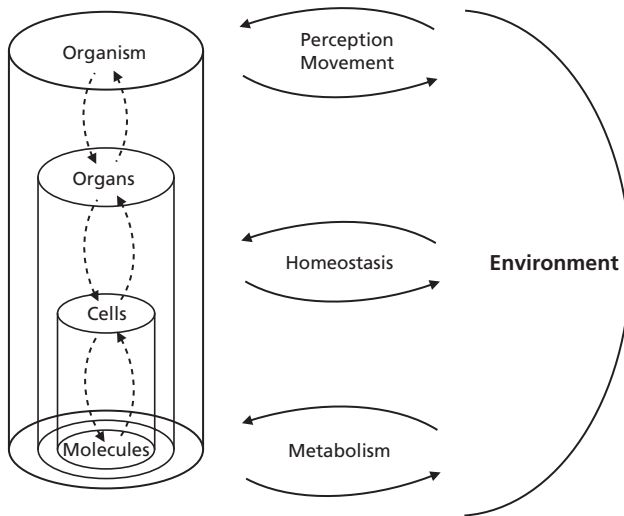 Organism
Perception
Movement
Organs
Homeostasis
Environment
Cells
Molecules
Metabolism